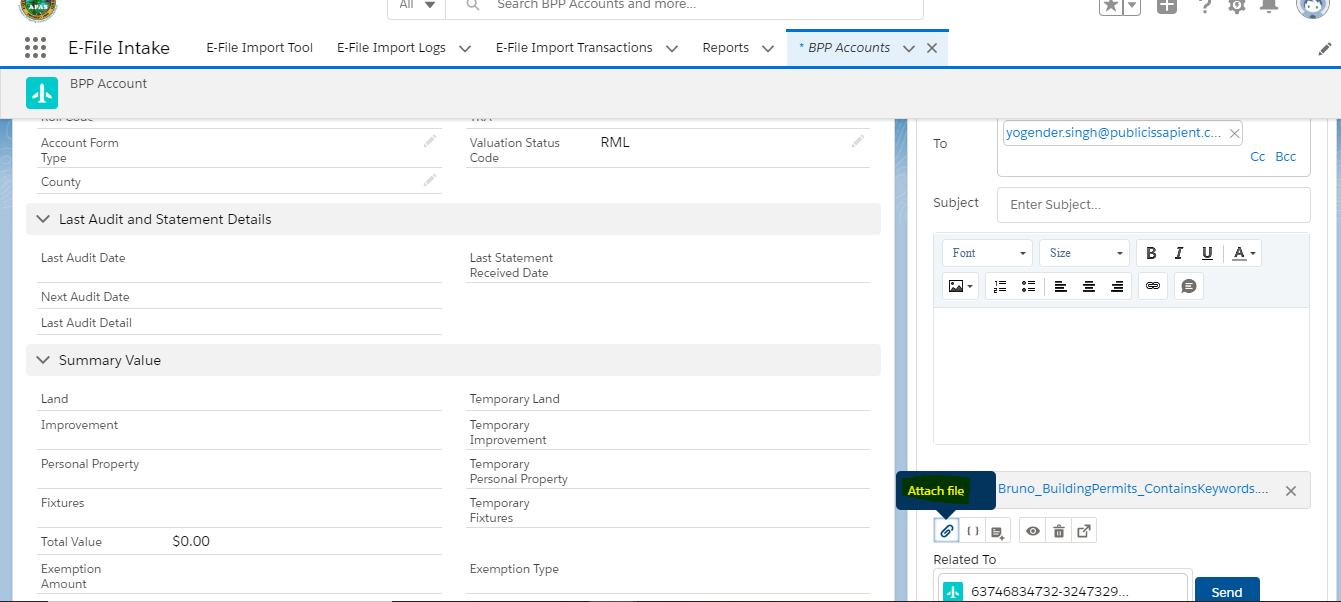 APAS
All
Search BPP Accounts and more...
E-File Intake
E-File Import Tool
E-File Import Logs
E-File Import Transactions
Reports
* BPP Accounts
BPP Account
Roll Code
TRA
Account Form
Type
Valuation Status
Code
RML
County
Last Audit and Statement Details
Last Audit Date
Last Statement
Received Date
Next Audit Date
Last Audit Detail
Summary Value
Land
Temporary Land
Improvement
Temporary
Improvement
Personal Property
Temporary
Personal Property
Fixtures
Temporary
Fixtures
Total Value
$0.00
Exemption
Amount
Exemption Type
To
yogender.singh@publicissapient.c...
Cc Bcc
Subject
Enter Subject...
Font
Size
B I U A
Attach file
Bruno_BuildingPermits_ContainsKeywords....
Related To
63746834732-3247329...
Send